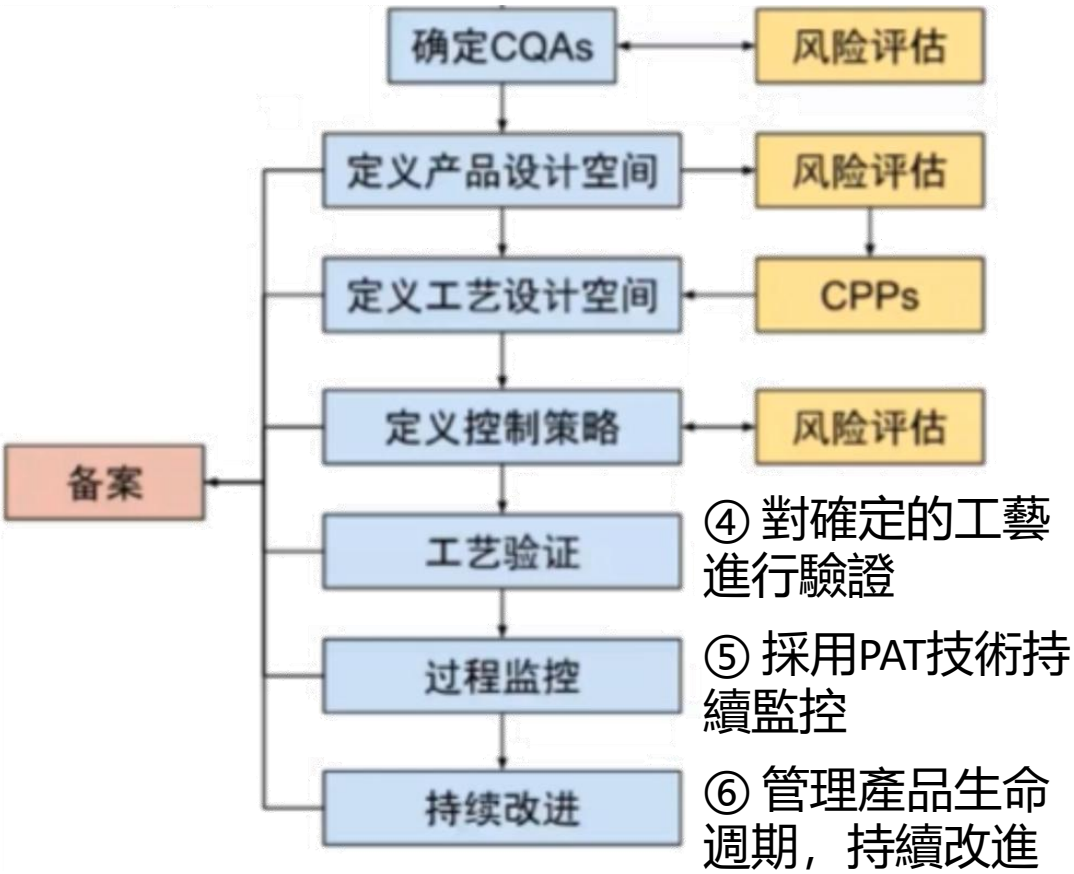 确定CQAs
风险评估
定义产品设计空间
风险评估
定义工艺设计空间
CPPs
定义控制策略
风险评估
备案
工艺验证
④ 對確定的工藝
進行驗證
过程监控
⑤ 採用PAT技術持
續監控
持续改进
⑥ 管理產品生命
週期，持續改進